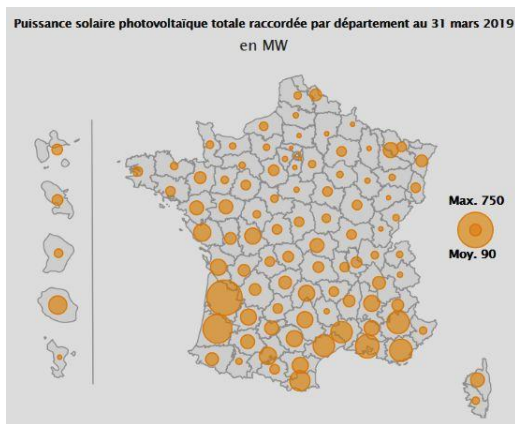 Puissance solaire photovoltaïque totale raccordée par département au 31 mars 2019
en MW
Max. 750
Moy. 90